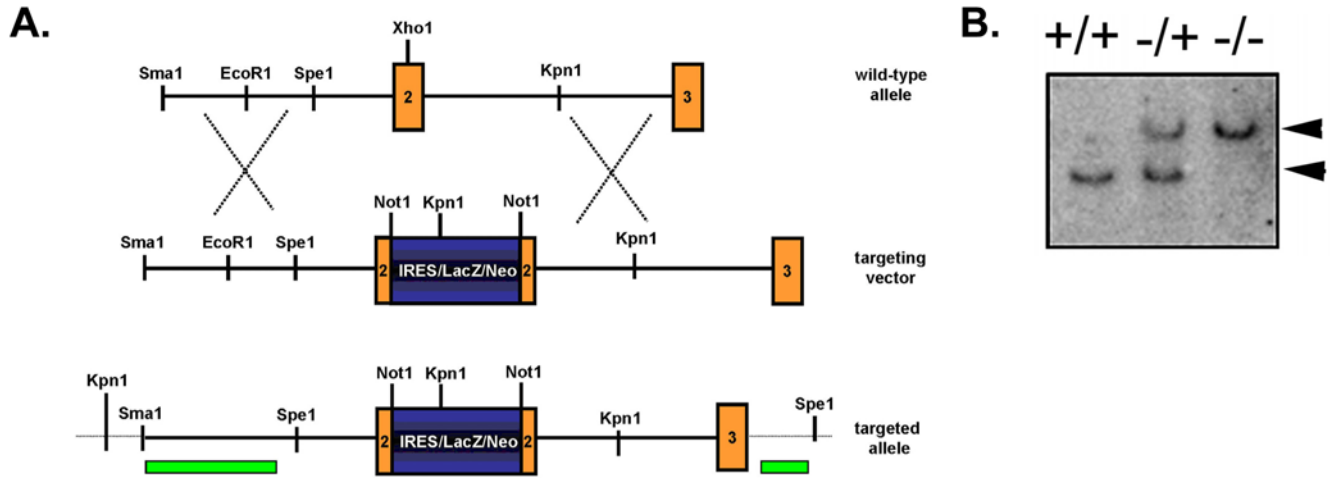 A.
Xho1
Sma1 EcoR1 Spe1 Kpn1
2 3
wild-type
allele
Not1 Kpn1 Not1
Sma1 EcoR1 Spe1 Kpn1
2 IRES/LacZ/Neo 2 3
targeting
vector
Kpn1 Not1 Kpn1 Not1
Sma1 Spe1 Kpn1 Spe1
2 IRES/LacZ/Neo 2 3
targeted
allele
B.
+/+ -/+ -/-